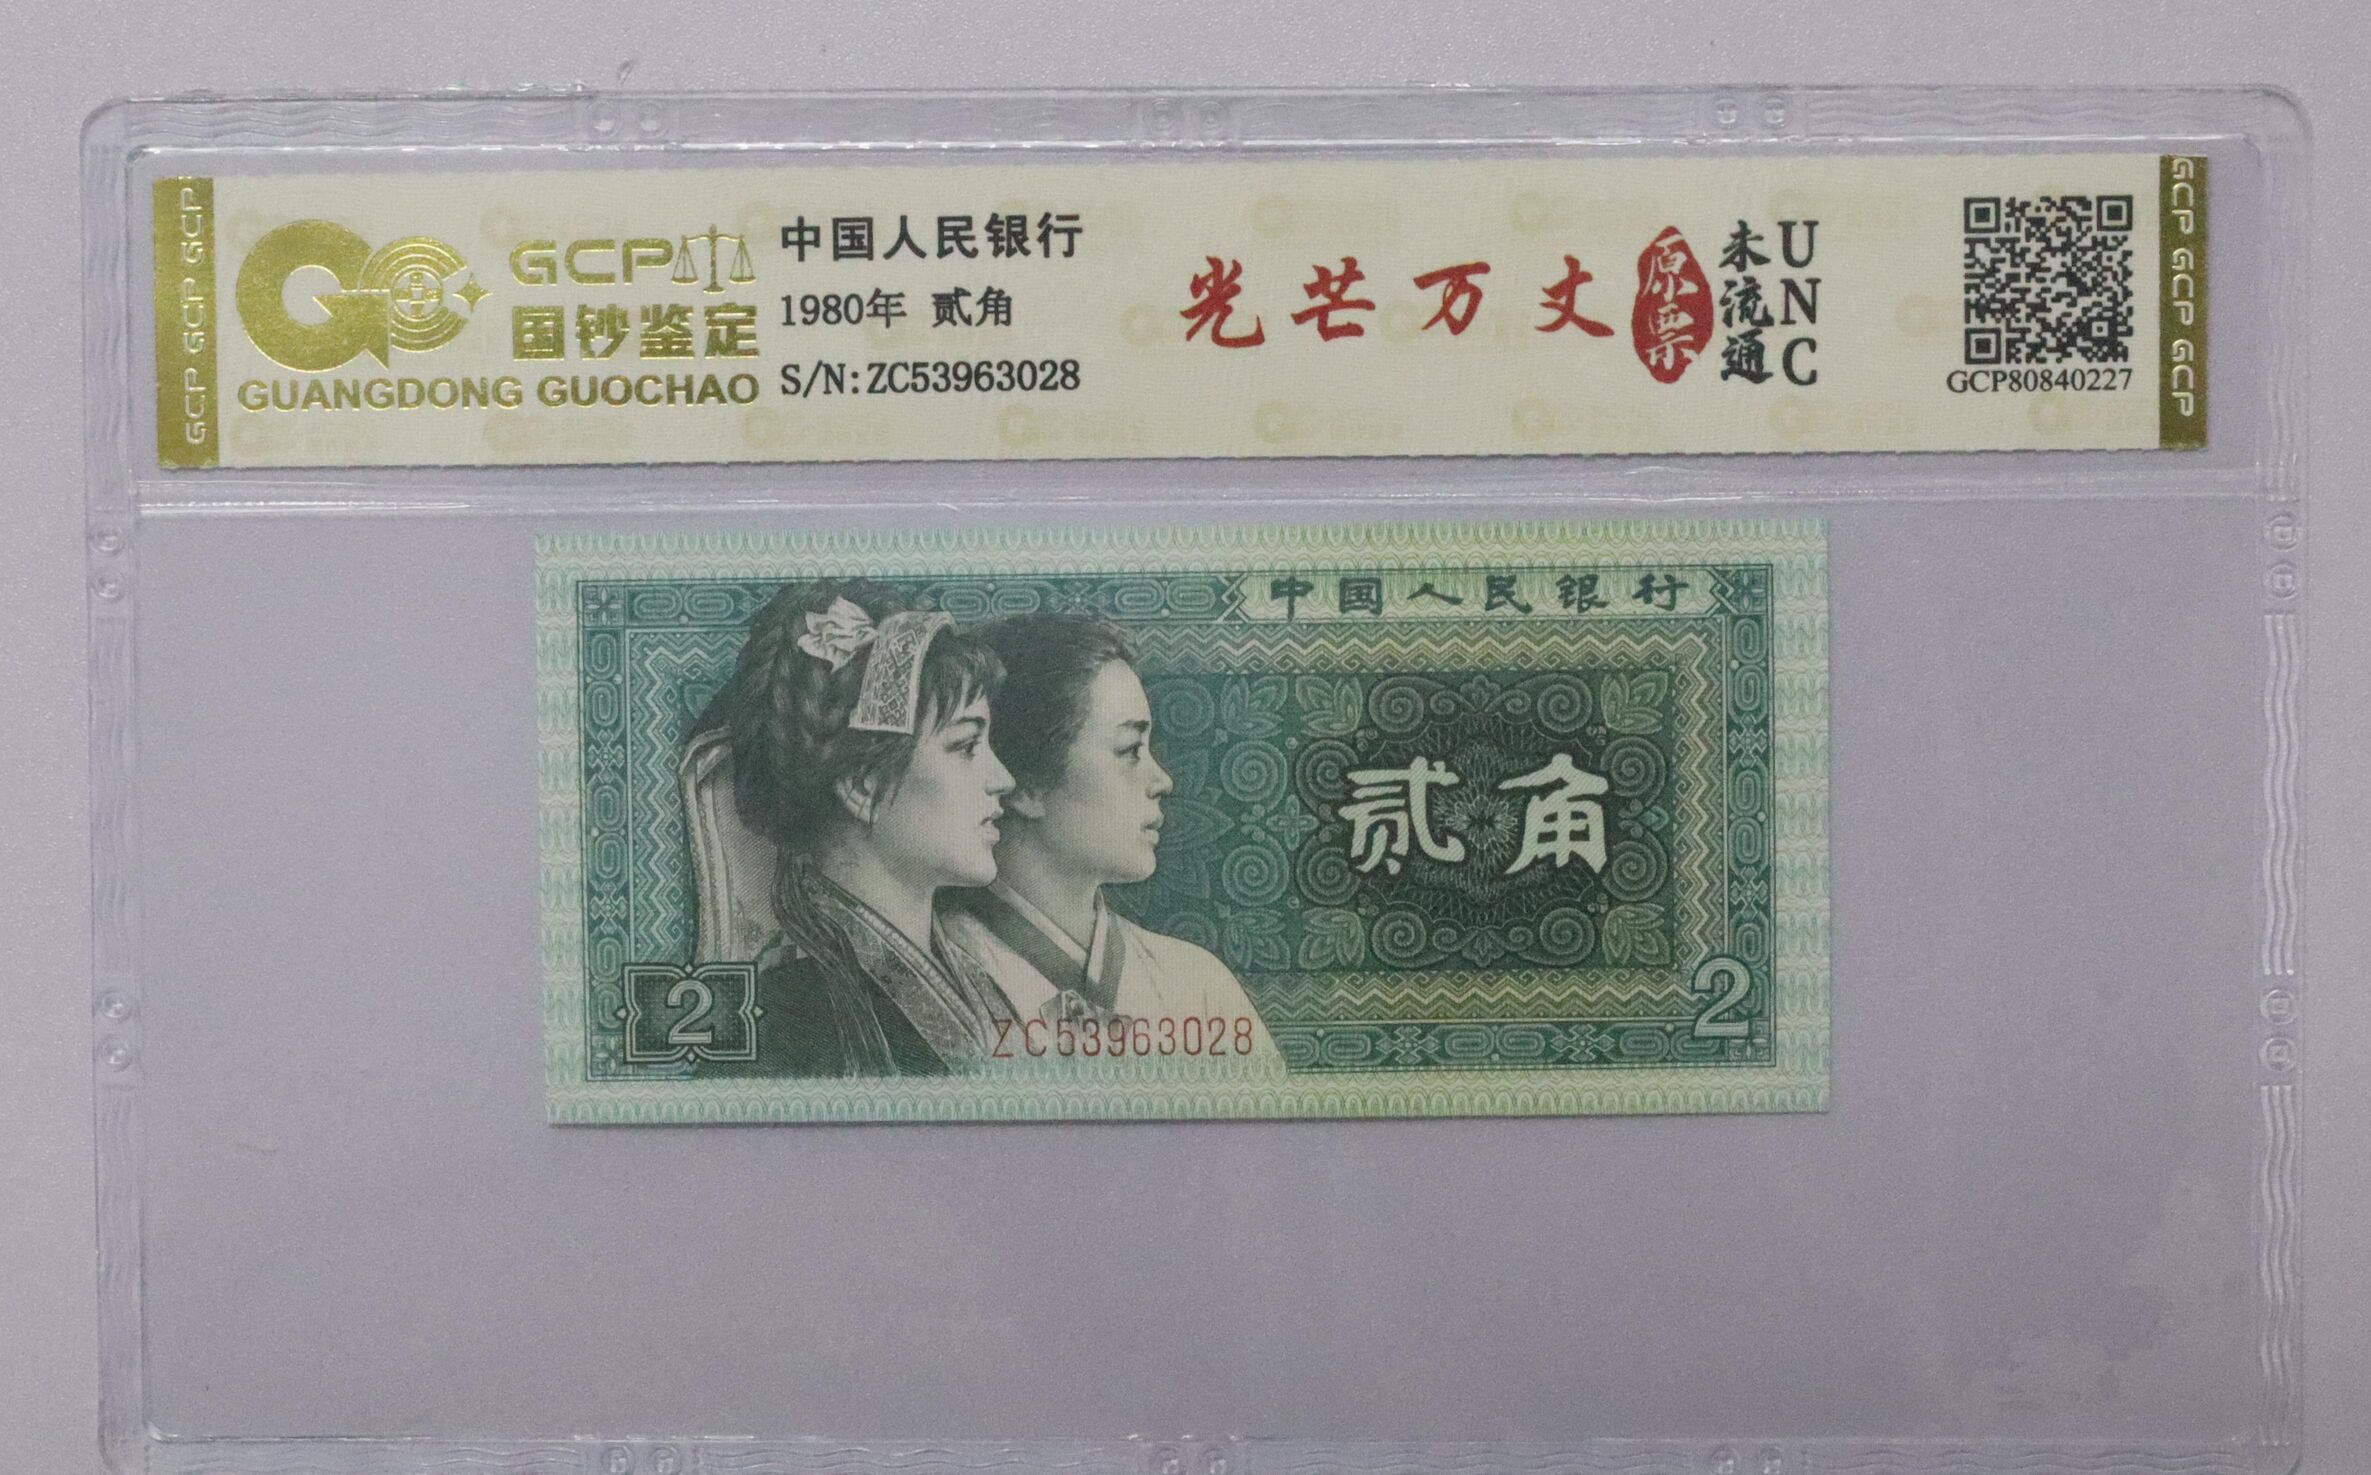 GCP
国钞鉴定
GUANGDONG GUOCHAO
中国人民银行
1980年 贰角
S/N:ZC53963028
光芒万丈
原票
未流通
UNC
GCP80840227
GCP GCP GCP
GCP GCP GCP
中国人民银行
贰角
2
2
ZC53963028